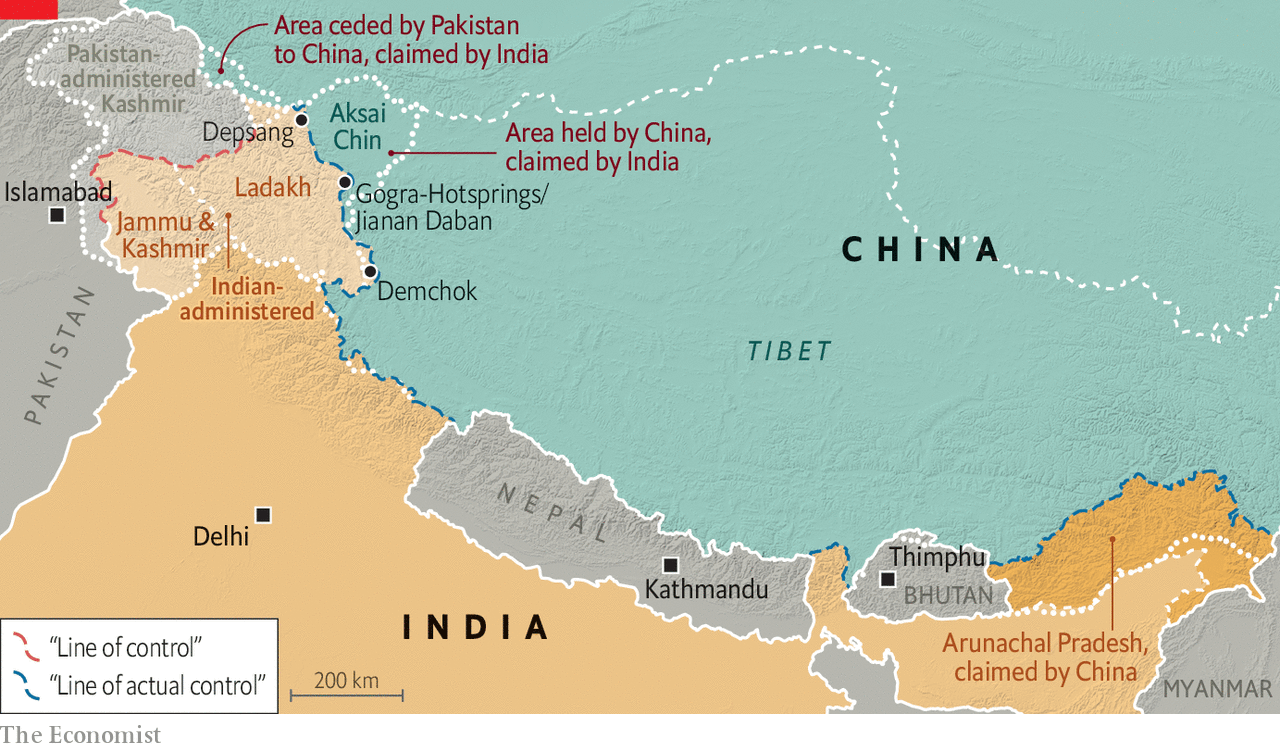 Area ceded by Pakistan
to China, claimed by India
Pakistan-
administered
Kashmir
Aksai
Chin
Depsang
Area held by China,
claimed by India
Islamabad
Ladakh
Gogra-Hotsprings/
Jianan Daban
Jammu &
Kashmir
CHINA
Indian-
administered
Demchok
PAKISTAN
TIBET
NEPAL
Delhi
Thimphu
Kathmandu
BHUTAN
INDIA
Arunachal Pradesh,
claimed by China
MYANMAR
“Line of control”
“Line of actual control”
200 km
The Economist